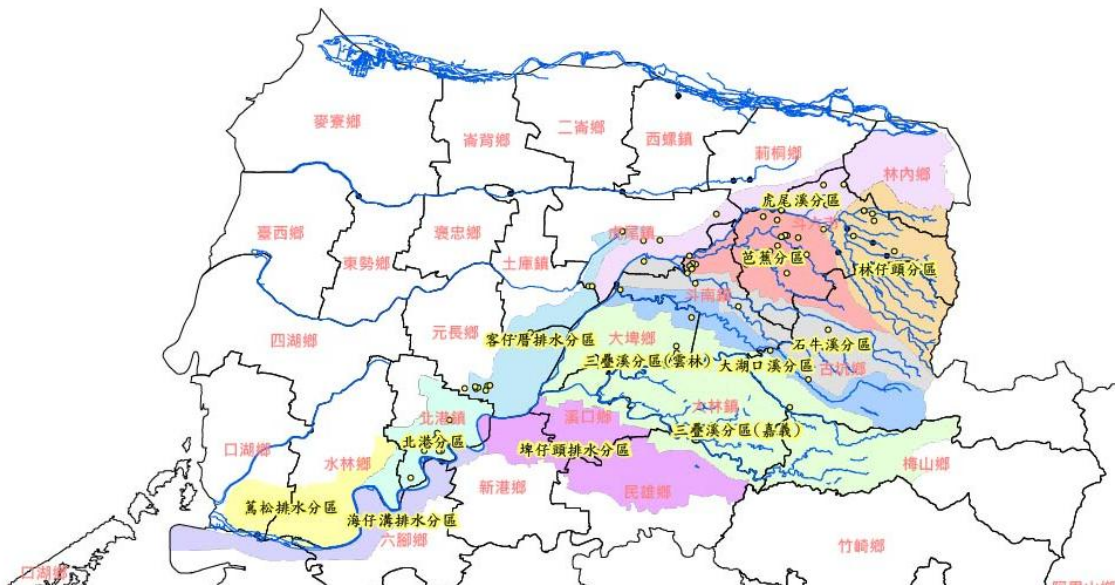 麥寮鄉
崙背鄉
二崙鄉
西螺鎮
莿桐鄉
林內鄉
虎尾溪分區
斗六市
虎尾鎮
臺西鄉
東勢鄉
褒忠鄉
土庫鎮
芭蕉分區
林仔頭分區
斗南鎮
四湖鄉
元長鄉
客仔厝排水分區
大埤鄉
三疊溪分區(雲林)
大湖口溪分區
石牛溪分區
古坑鄉
北港鎮
溪口鄉
大林鎮
三疊溪分區(嘉義)
北港分區
埤仔頭排水分區
口湖鄉
水林鄉
梅山鄉
新港鄉
民雄鄉
蔦松排水分區
海仔溝排水分區
六腳鄉
竹崎鄉
口湖鄉